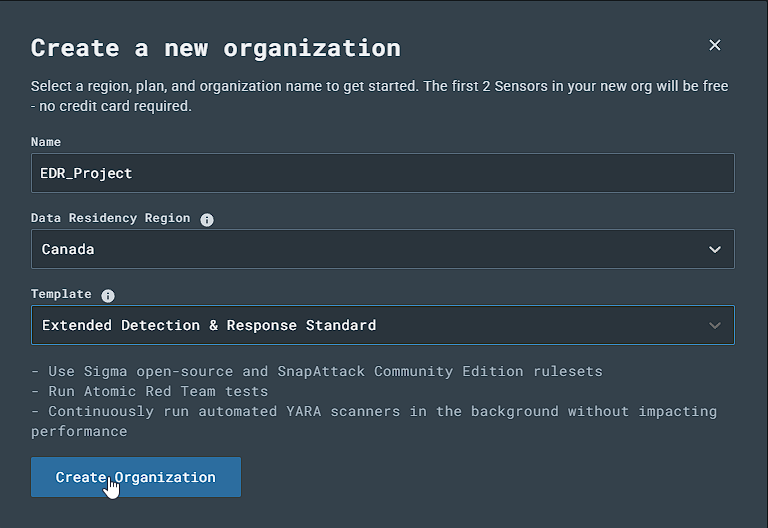 Create a new organization
Select a region, plan, and organization name to get started. The first 2 Sensors in your new org will be free
- no credit card required.
Name
EDR_Project
Data Residency Region
Canada
Template
Extended Detection & Response Standard
- Use Sigma open-source and SnapAttack Community Edition rulesets
- Run Atomic Red Team tests
- Continuously run automated YARA scanners in the background without impacting
performance
Create Organization